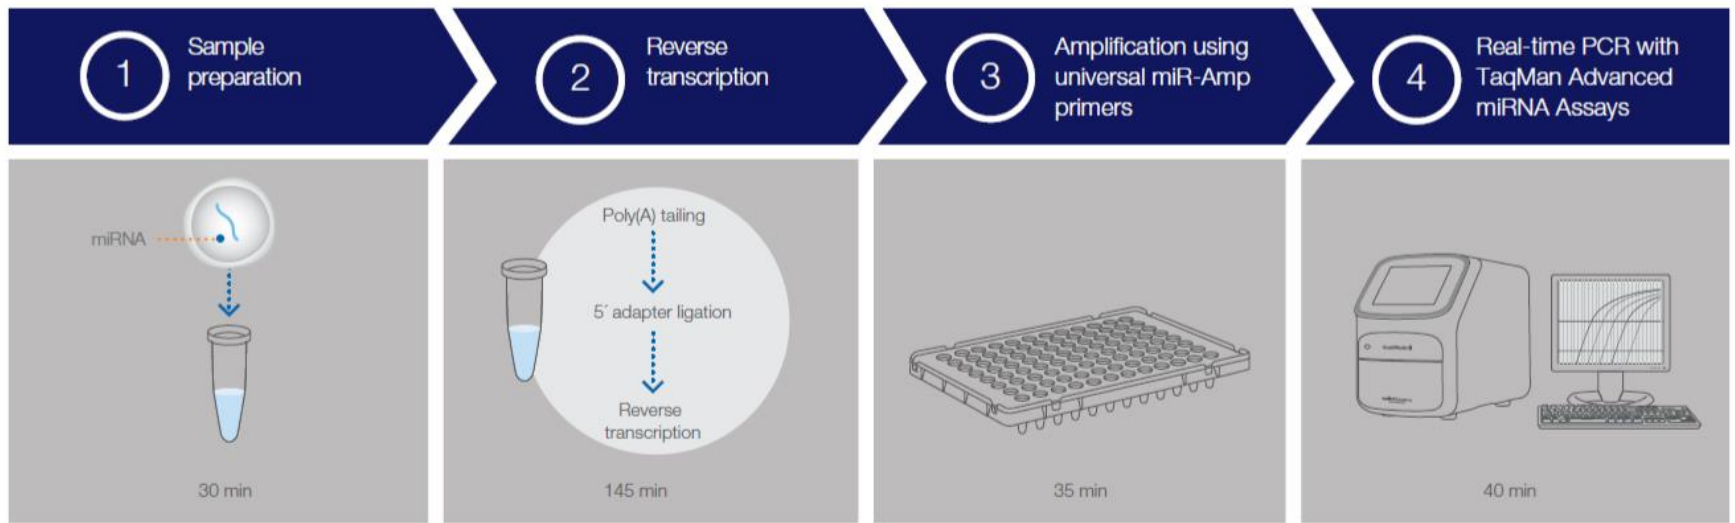 1
Sample
preparation
2
Reverse
transcription
3
Amplification using
universal miR-Amp
primers
4
Real-time PCR with
TaqMan Advanced
miRNA Assays
miRNA
30 min
Poly(A) tailing
5´ adapter ligation
Reverse
transcription
145 min
35 min
40 min